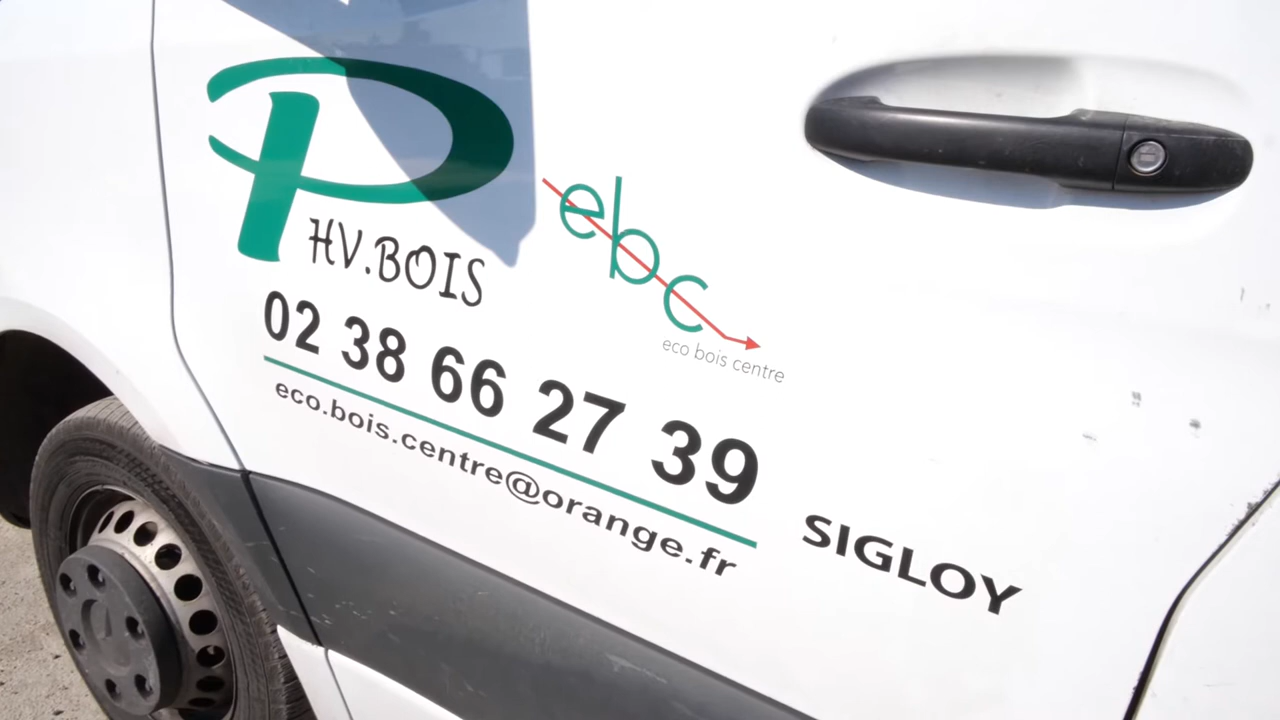 P
HV.BOIS
ebc
eco bois centre
02 38 66 27 39
eco.bois.centre@orange.fr
SIGLOY